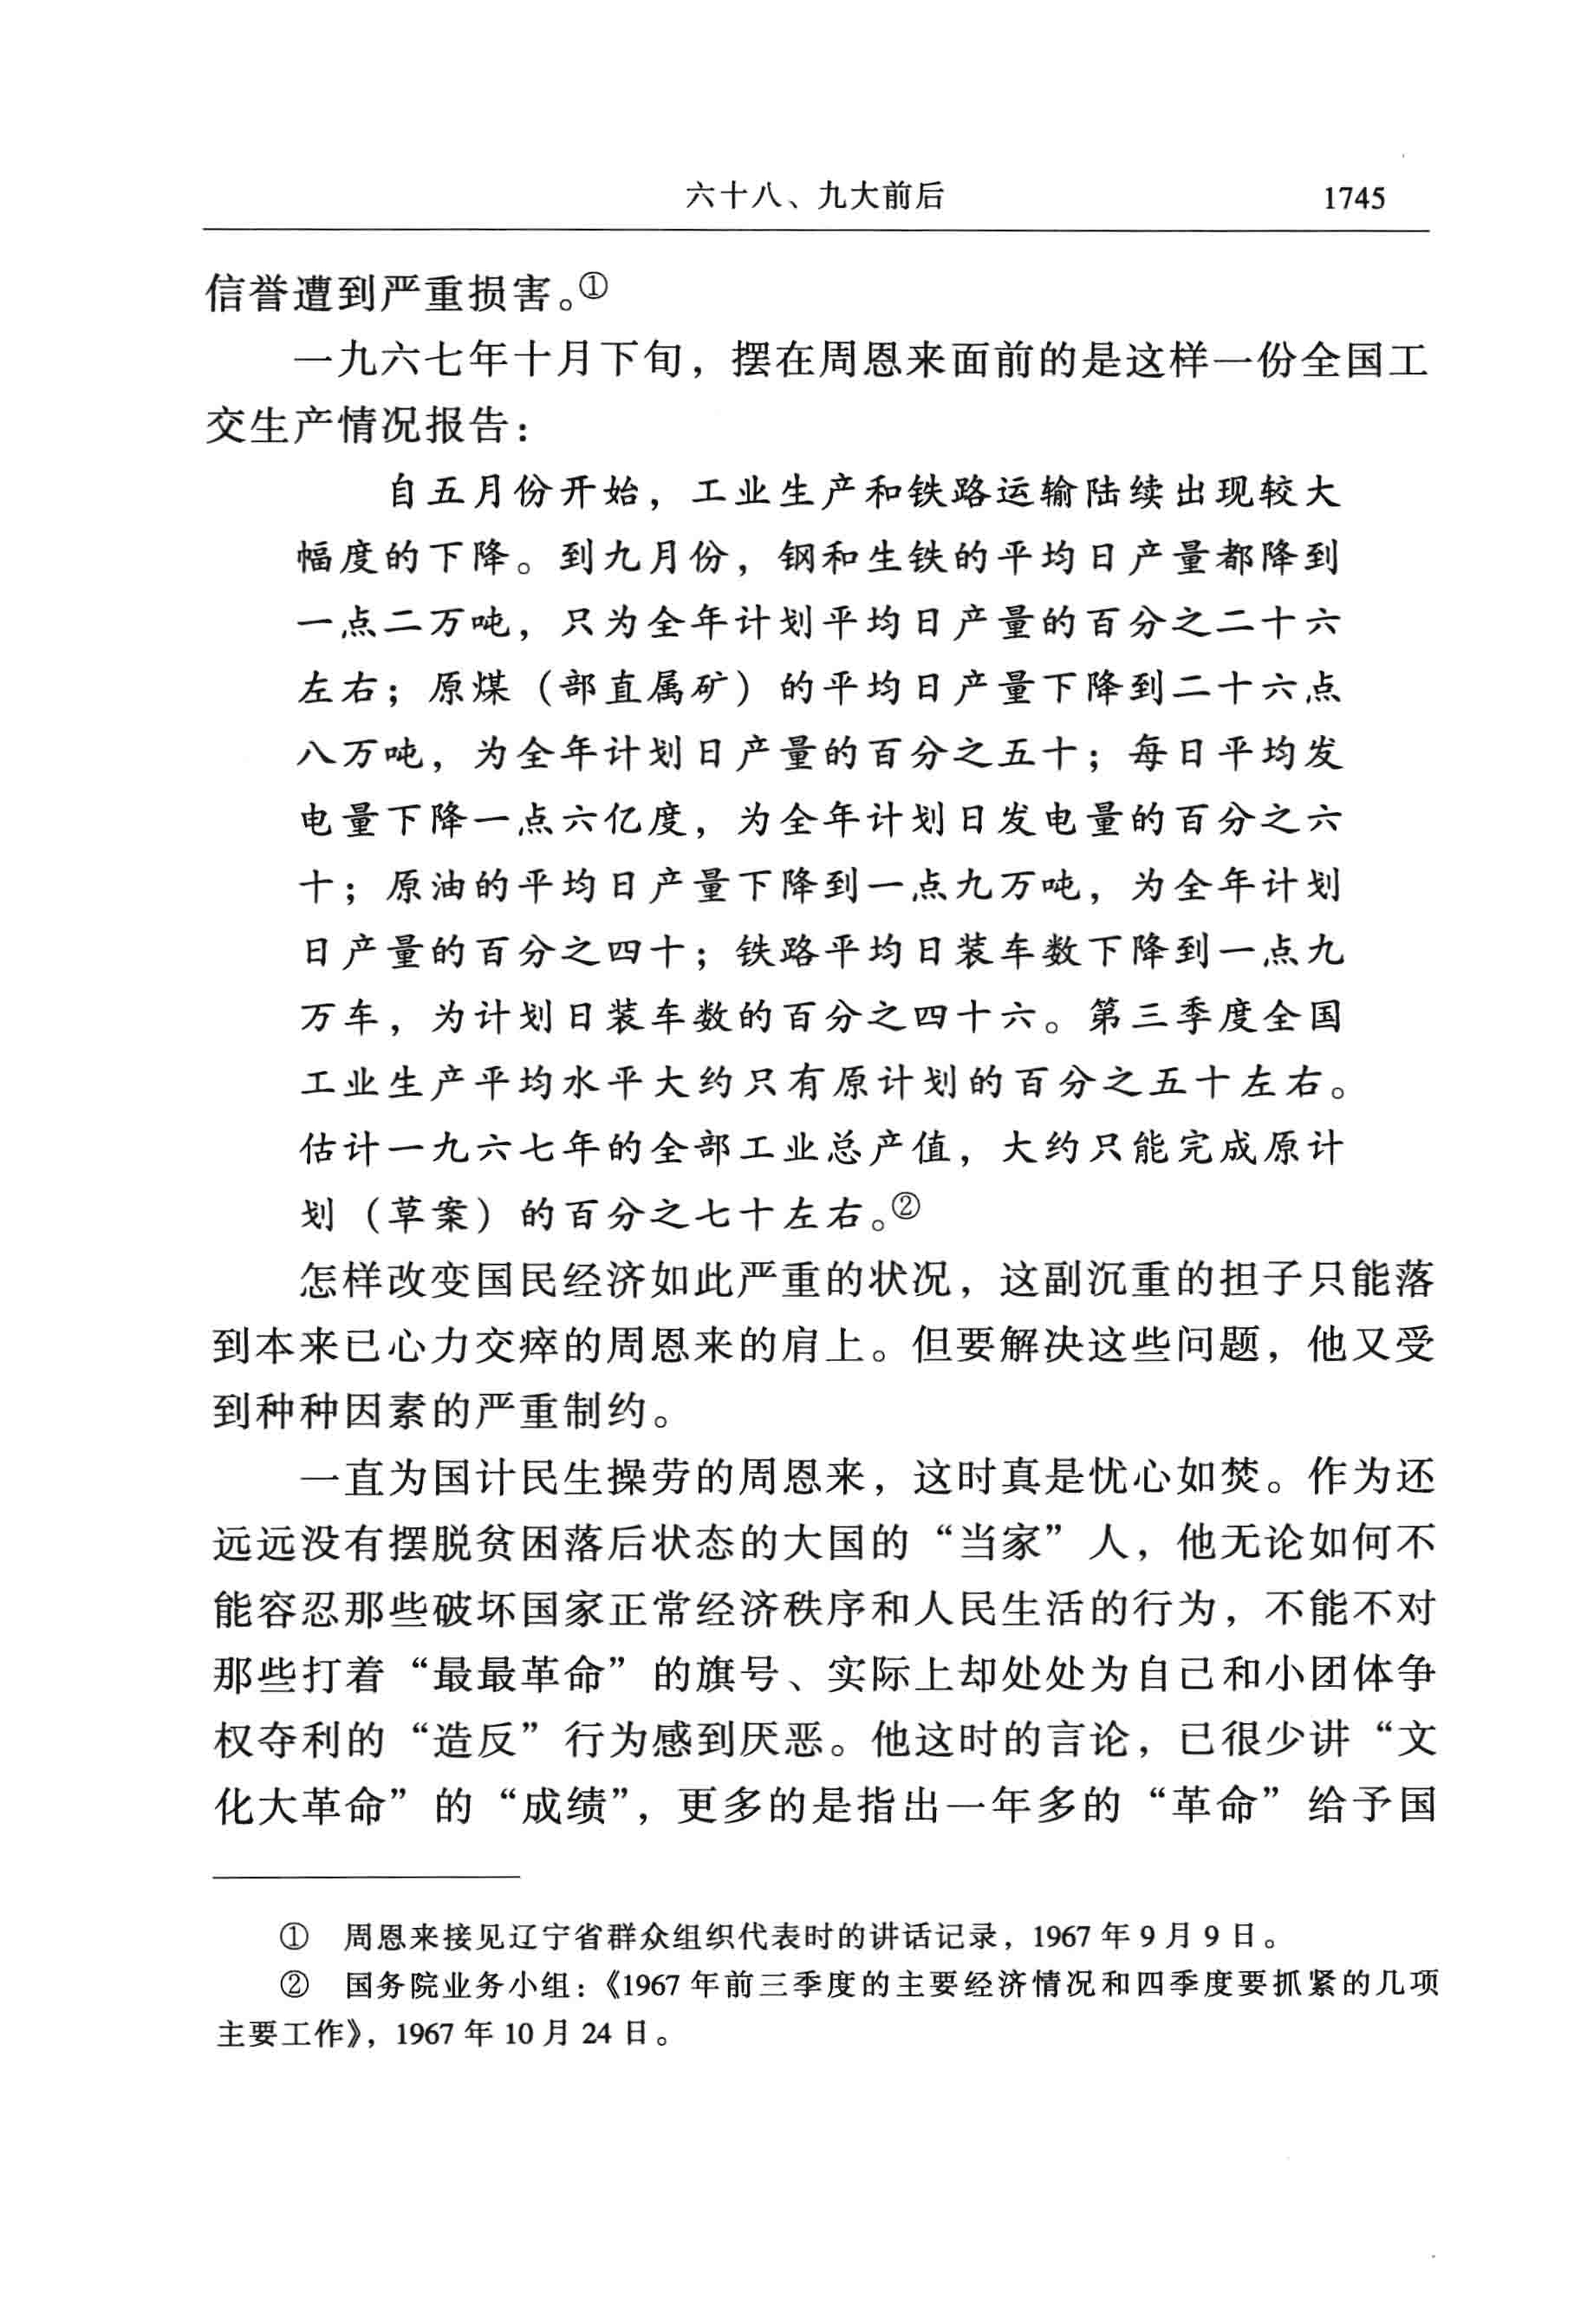 六十八、九大前后 1745
信誉遭到严重损害。①
一九六七年十月下旬，摆在周恩来面前的是这样一份全国工
交生产情况报告：
自五月份开始，工业生产和铁路运输陆续出现较大
幅度的下降。到九月份，钢和生铁的平均日产量都降到
一点二万吨，只为全年计划平均日产量的百分之二十六
左右；原煤（部直属矿）的平均日产量下降到二十六点
八万吨，为全年计划日产量的百分之五十；每日平均发
电量下降一点六亿度，为全年计划日发电量的百分之六
十；原油的平均日产量下降到一点九万吨，为全年计划
日产量的百分之四十；铁路平均日装车数下降到一点九
万车，为计划日装车数的百分之四十六。第三季度全国
工业生产平均水平大约只有原计划的百分之五十左右。
估计一九六七年的全部工业总产值，大约只能完成原计
划（草案）的百分之七十左右。②
怎样改变国民经济如此严重的状况，这副沉重的担子只能落
到本来已心力交瘁的周恩来的肩上。但要解决这些问题，他又受
到种种因素的严重制约。
一直为国计民生操劳的周恩来，这时真是忧心如焚。作为还
远远没有摆脱贫困落后状态的大国的“当家”人，他无论如何不
能容忍那些破坏国家正常经济秩序和人民生活的行为，不能不对
那些打着“最最革命”的旗号、实际上却处处为自己和小团体争
权夺利的“造反”行为感到厌恶。他这时的言论，已很少讲“文
化大革命”的“成绩”，更多的是指出一年多的“革命”给予国
① 周恩来接见辽宁省群众组织代表时的讲话记录，1967 年 9 月 9 日。
② 国务院业务小组：《1967 年前三季度的主要经济情况和四季度要抓紧的几项
主要工作》，1967 年 10 月 24 日。